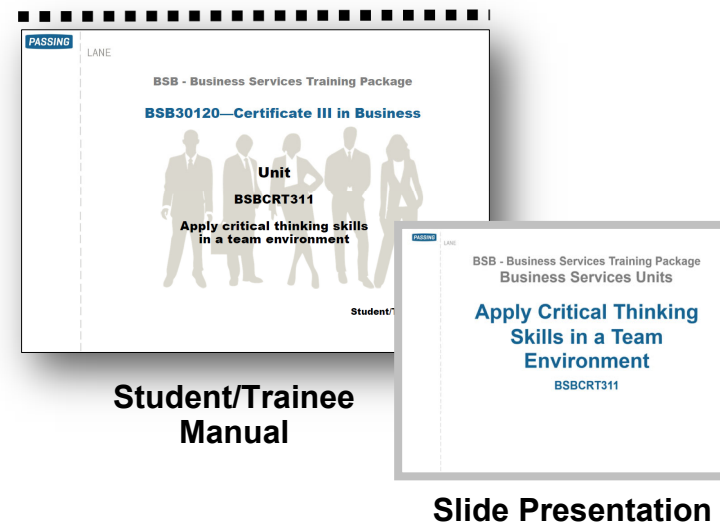 PASSING
LANE
BSB - Business Services Training Package
BSB30120—Certificate III in Business
Unit
BSBCRT311
Apply critical thinking skills
in a team environment
Student/
Student/Trainee
Manual
PASSING
LANE
BSB - Business Services Training Package
Business Services Units
Apply Critical Thinking
Skills in a Team
Environment
BSBCRT311
Slide Presentation